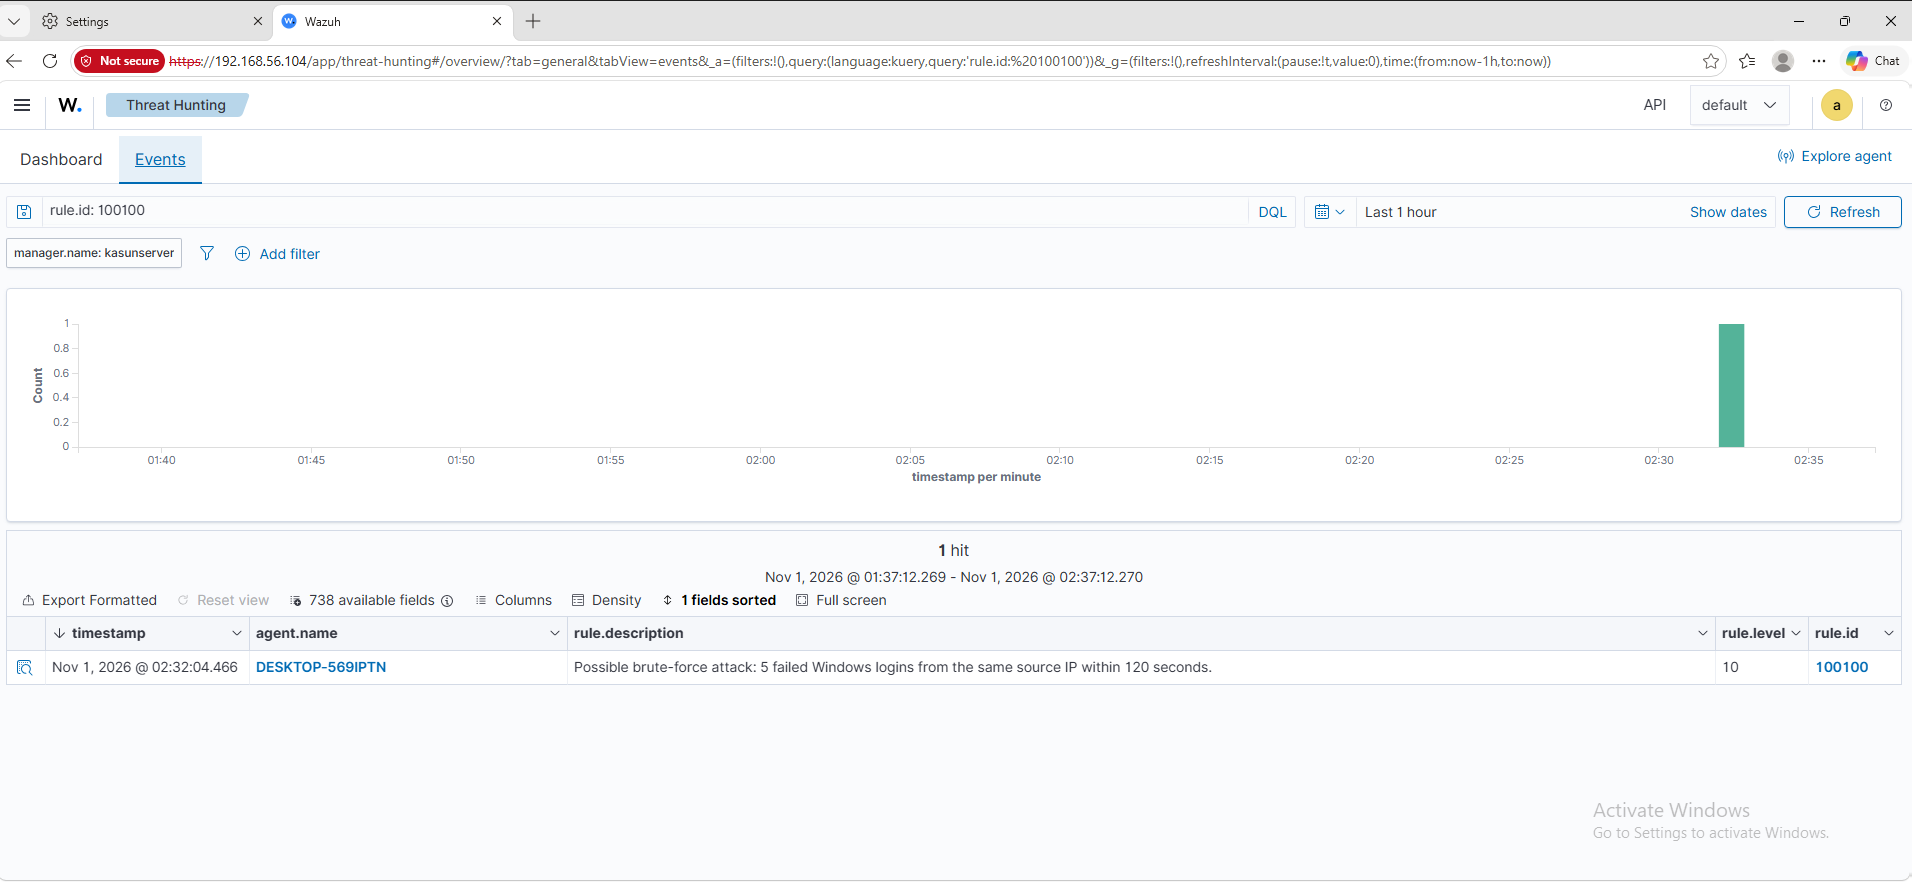 Settings
Wazuh
Not secure https://192.168.56.104/app/threat-hunting#/overview/?tab=general&tabView=events&_a=(filters:!(),query:(language:kuery,query:'rule.id:%20100100'))&_g=(filters:!(),refreshInterval:(pause:!t,value:0),time:(from:now-1h,to:now))
Chat
W. Threat Hunting API default a
Dashboard Events Explore agent
rule.id: 100100 DQL Last 1 hour Show dates Refresh
manager.name: kasunserver Add filter
1
0.8
0.6
0.4
0.2
0
Count
01:40 01:45 01:50 01:55 02:00 02:05 02:10 02:15 02:20 02:25 02:30 02:35
timestamp per minute
1 hit
Nov 1, 2026 @ 01:37:12.269 - Nov 1, 2026 @ 02:37:12.270
Export Formatted Reset view 738 available fields Columns Density 1 fields sorted Full screen
timestamp agent.name rule.description rule.level rule.id
Nov 1, 2026 @ 02:32:04.466 DESKTOP-569IPTN Possible brute-force attack: 5 failed Windows logins from the same source IP within 120 seconds. 10 100100
Activate Windows
Go to Settings to activate Windows.